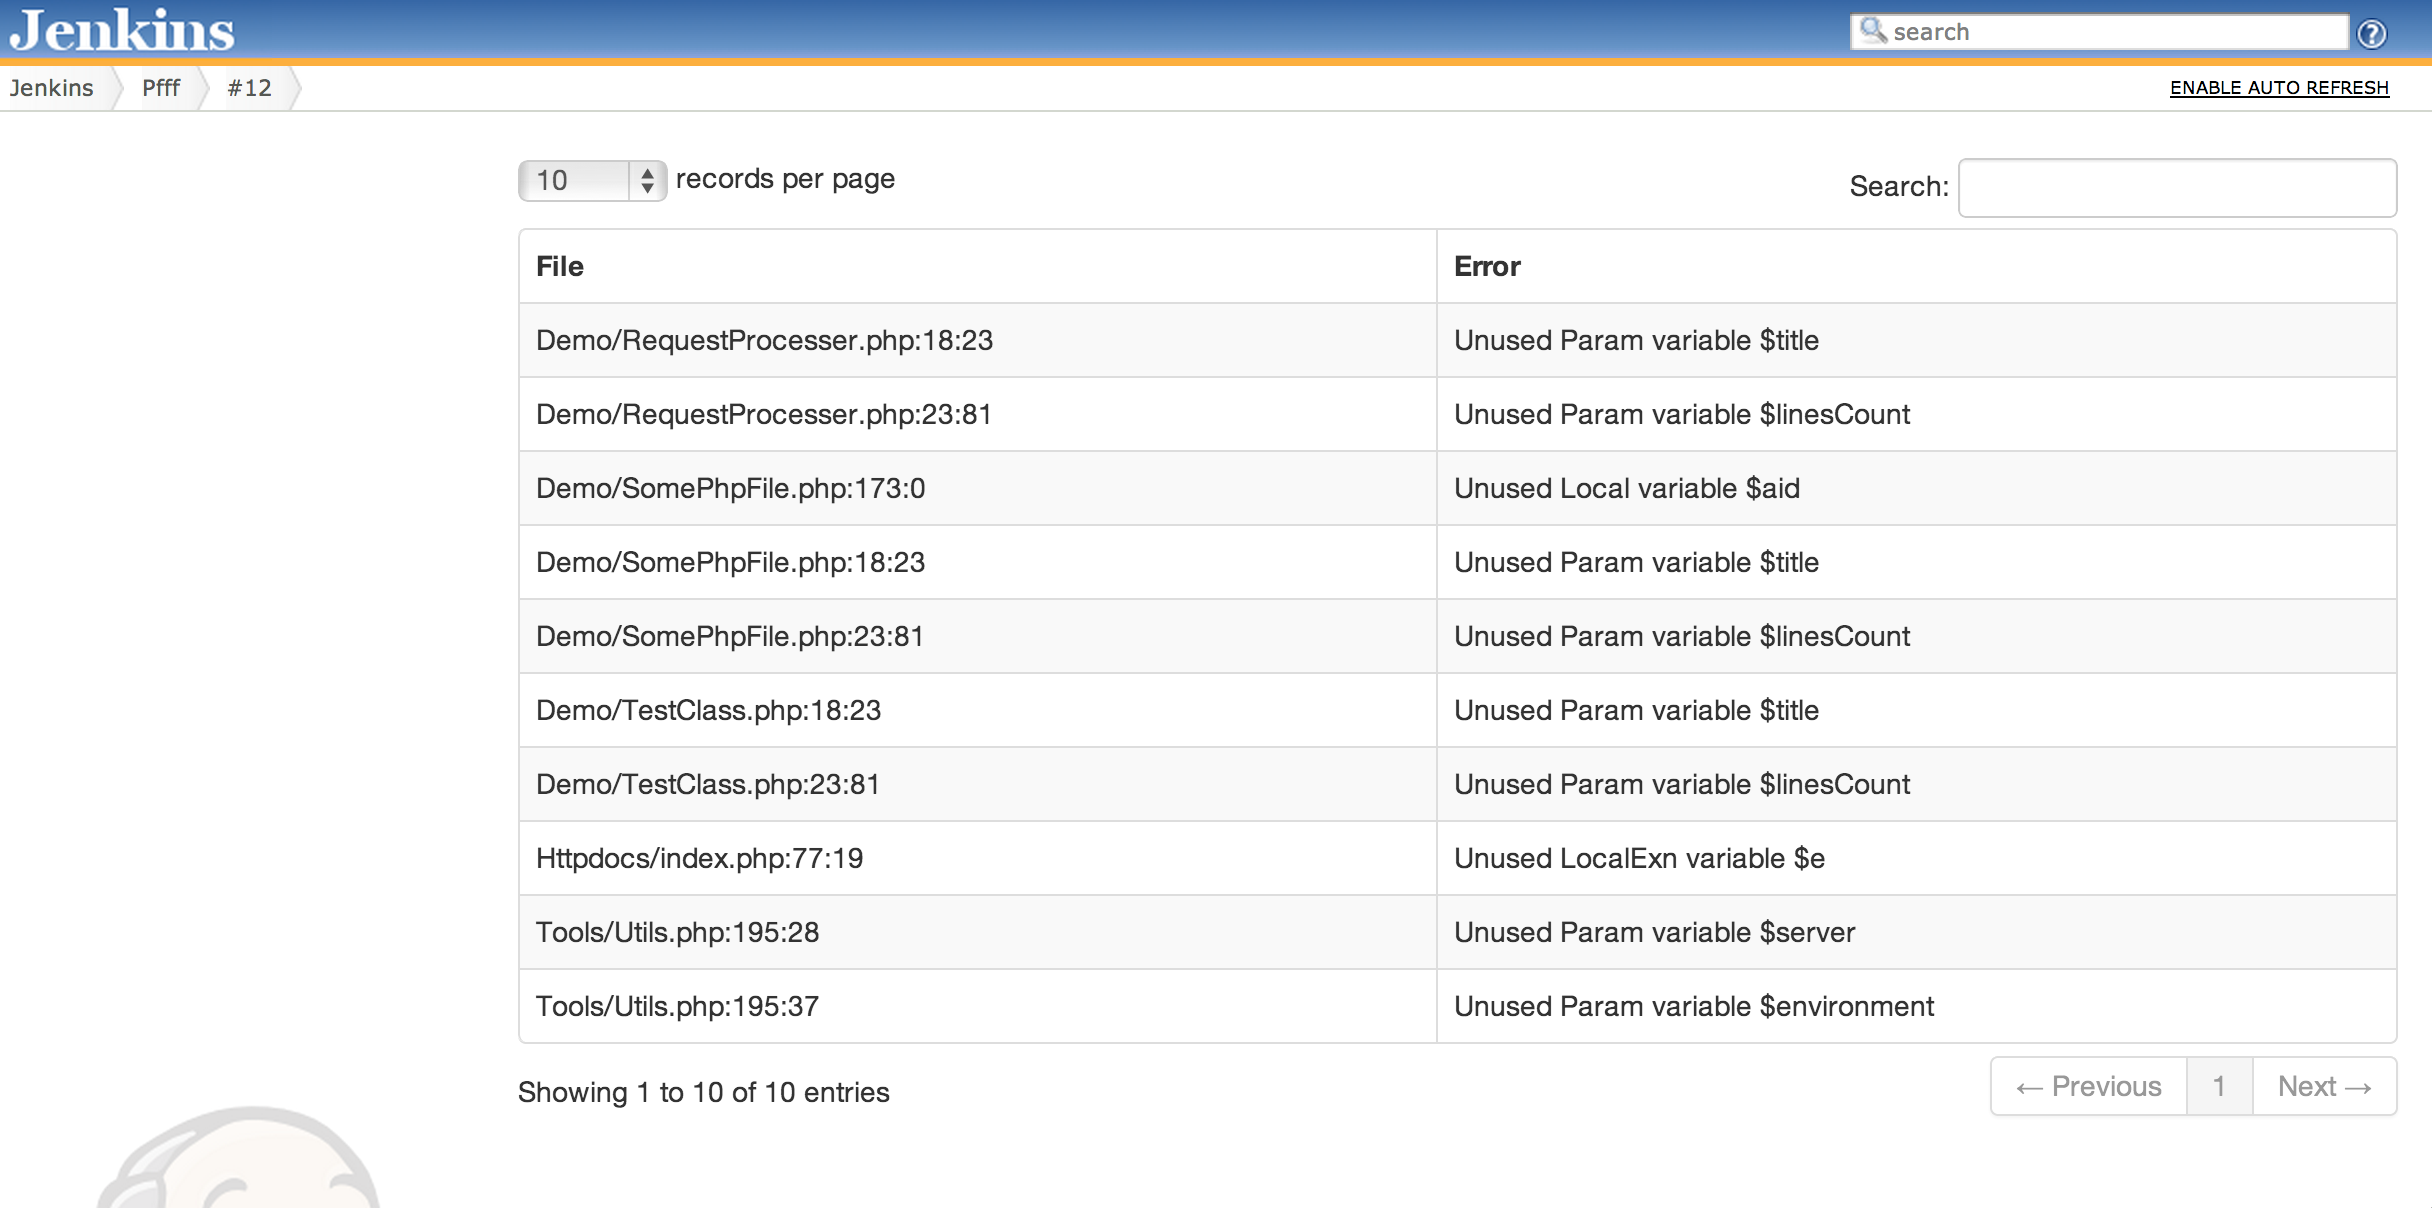 Jenkins
search
?
Jenkins Pfff #12 ENABLE AUTO REFRESH
10 records per page Search:
File Error
Demo/RequestProcesser.php:18:23 Unused Param variable $title
Demo/RequestProcesser.php:23:81 Unused Param variable $linesCount
Demo/SomePhpFile.php:173:0 Unused Local variable $aid
Demo/SomePhpFile.php:18:23 Unused Param variable $title
Demo/SomePhpFile.php:23:81 Unused Param variable $linesCount
Demo/TestClass.php:18:23 Unused Param variable $title
Demo/TestClass.php:23:81 Unused Param variable $linesCount
Httpdocs/index.php:77:19 Unused LocalExn variable $e
Tools/Utils.php:195:28 Unused Param variable $server
Tools/Utils.php:195:37 Unused Param variable $environment
Showing 1 to 10 of 10 entries ← Previous 1 Next →